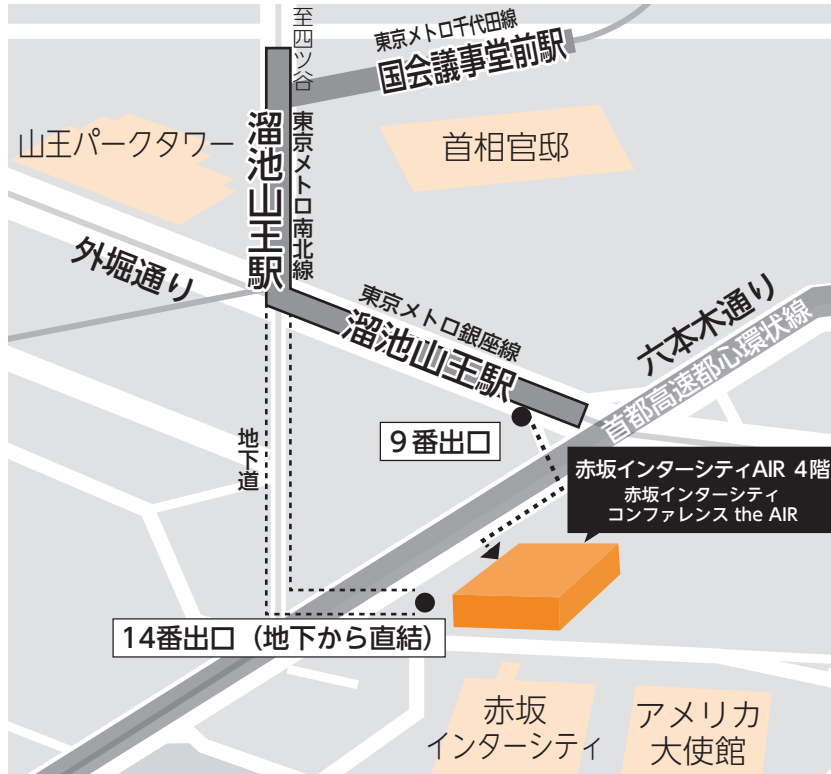 至四ツ谷
東京メトロ千代田線
国会議事堂前駅
山王パークタワー
溜池山王駅
東京メトロ南北線
首相官邸
外堀通り
東京メトロ銀座線
溜池山王駅
六本木通り
首都高速都心環状線
9番出口
地下道
赤坂インターシティAIR 4階
赤坂インターシティ
コンファレンス the AIR
14番出口（地下から直結）
赤坂
インターシティ
アメリカ
大使館